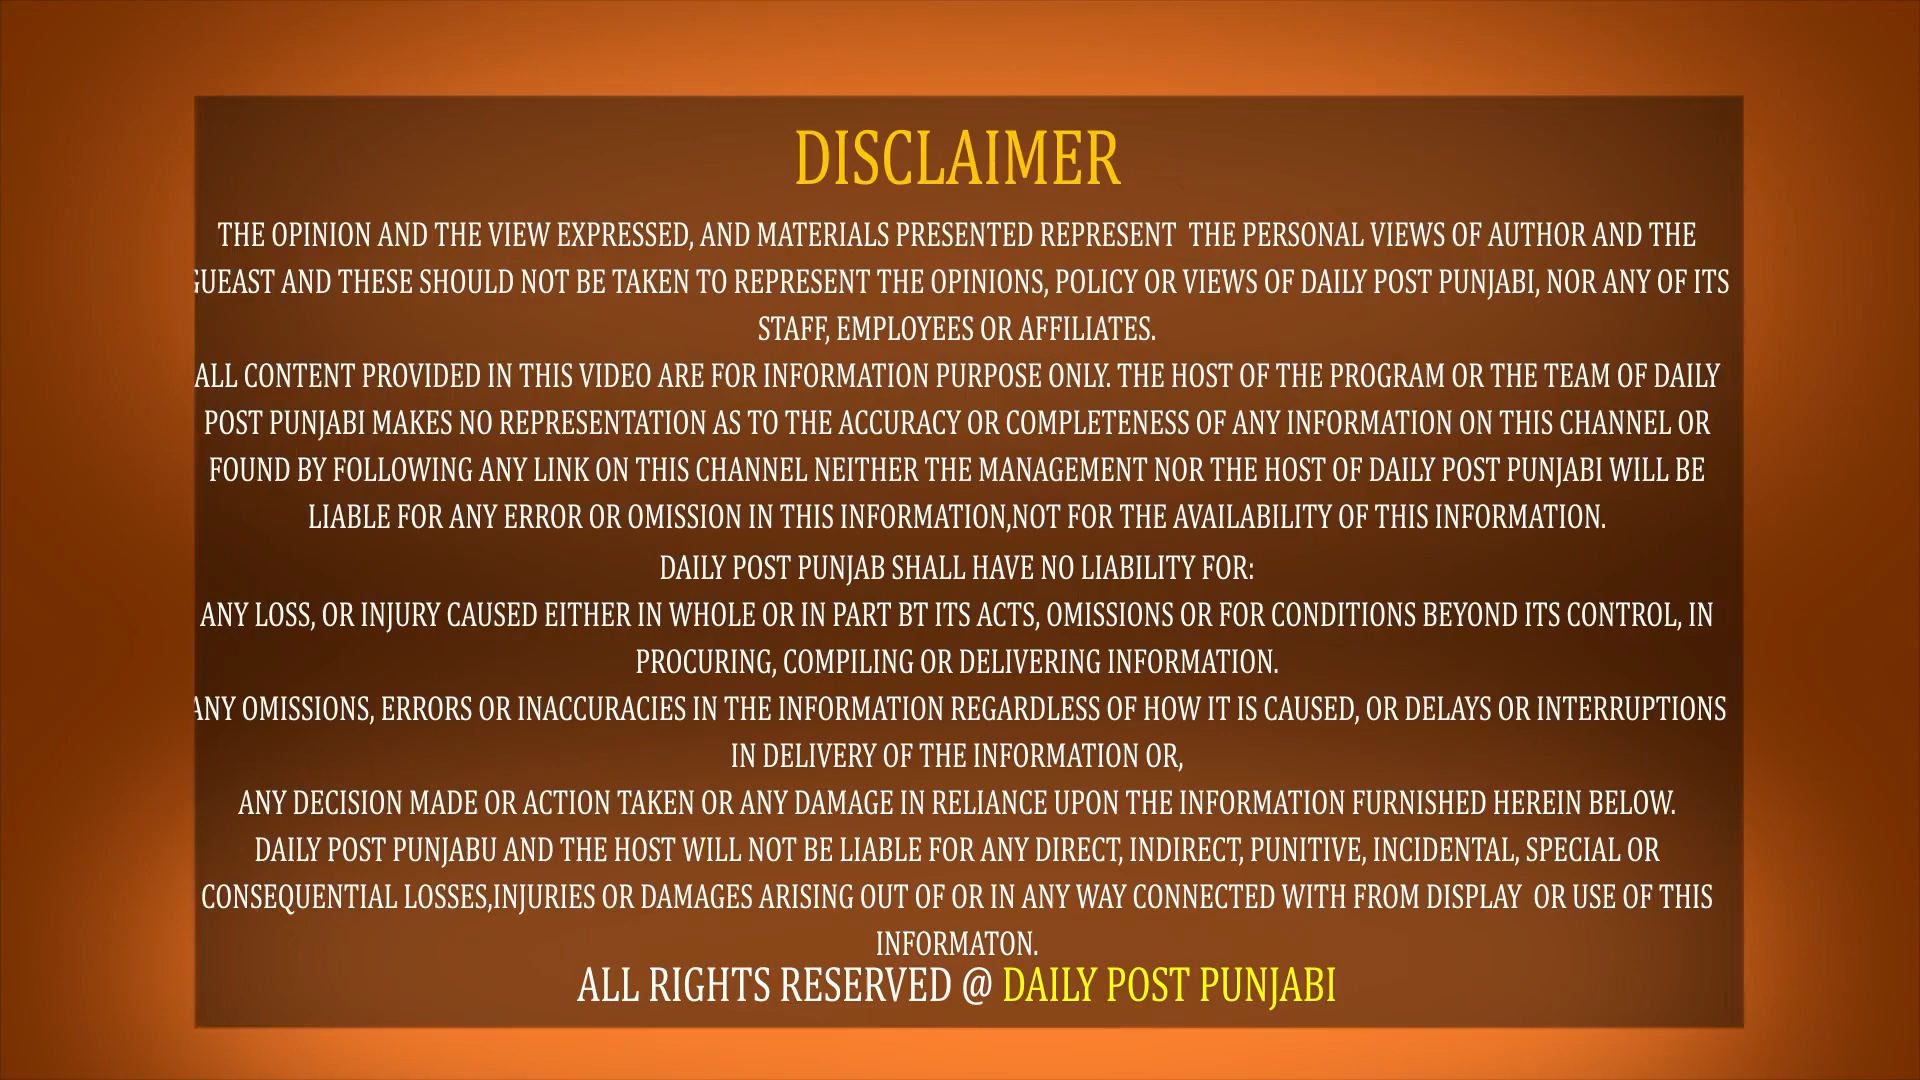 DISCLAIMER
THE OPINION AND THE VIEW EXPRESSED, AND MATERIALS PRESENTED REPRESENT THE PERSONAL VIEWS OF AUTHOR AND THE
GUEAST AND THESE SHOULD NOT BE TAKEN TO REPRESENT THE OPINIONS, POLICY OR VIEWS OF DAILY POST PUNJABI, NOR ANY OF ITS
STAFF, EMPLOYEES OR AFFILIATES.
ALL CONTENT PROVIDED IN THIS VIDEO ARE FOR INFORMATION PURPOSE ONLY. THE HOST OF THE PROGRAM OR THE TEAM OF DAILY
POST PUNJABI MAKES NO REPRESENTATION AS TO THE ACCURACY OR COMPLETENESS OF ANY INFORMATION ON THIS CHANNEL OR
FOUND BY FOLLOWING ANY LINK ON THIS CHANNEL NEITHER THE MANAGEMENT NOR THE HOST OF DAILY POST PUNJABI WILL BE
LIABLE FOR ANY ERROR OR OMISSION IN THIS INFORMATION,NOT FOR THE AVAILABILITY OF THIS INFORMATION.
DAILY POST PUNJAB SHALL HAVE NO LIABILITY FOR:
ANY LOSS, OR INJURY CAUSED EITHER IN WHOLE OR IN PART BT ITS ACTS, OMISSIONS OR FOR CONDITIONS BEYOND ITS CONTROL, IN
PROCURING, COMPILING OR DELIVERING INFORMATION.
ANY OMISSIONS, ERRORS OR INACCURACIES IN THE INFORMATION REGARDLESS OF HOW IT IS CAUSED, OR DELAYS OR INTERRUPTIONS
IN DELIVERY OF THE INFORMATION OR,
ANY DECISION MADE OR ACTION TAKEN OR ANY DAMAGE IN RELIANCE UPON THE INFORMATION FURNISHED HEREIN BELOW.
DAILY POST PUNJABU AND THE HOST WILL NOT BE LIABLE FOR ANY DIRECT, INDIRECT, PUNITIVE, INCIDENTAL, SPECIAL OR
CONSEQUENTIAL LOSSES,INJURIES OR DAMAGES ARISING OUT OF OR IN ANY WAY CONNECTED WITH FROM DISPLAY OR USE OF THIS
INFORMATON.
ALL RIGHTS RESERVED @ DAILY POST PUNJABI